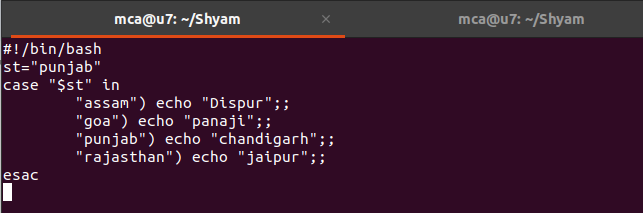 mca@u7: ~/Shyam × mca@u7: ~/Shyam
#!/bin/bash
st="punjab"
case "$st" in
        "assam") echo "Dispur";;
        "goa") echo "panaji";;
        "punjab") echo "chandigarh";;
        "rajasthan") echo "jaipur";;
esac